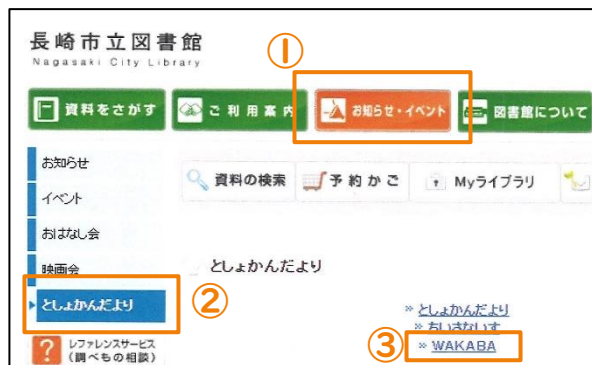 長崎市立図書館
Nagasaki City Library
①
資料をさがす
ご利用案内
お知らせ・イベント
図書館について
お知らせ
イベント
おはなし会
映画会
としょかんだより
②
レファレンスサービス
(調べもの相談)
資料の検索
予約かご
Myライブラリ
としょかんだより
» としょかんだより
» ちいさないす
③
» WAKABA